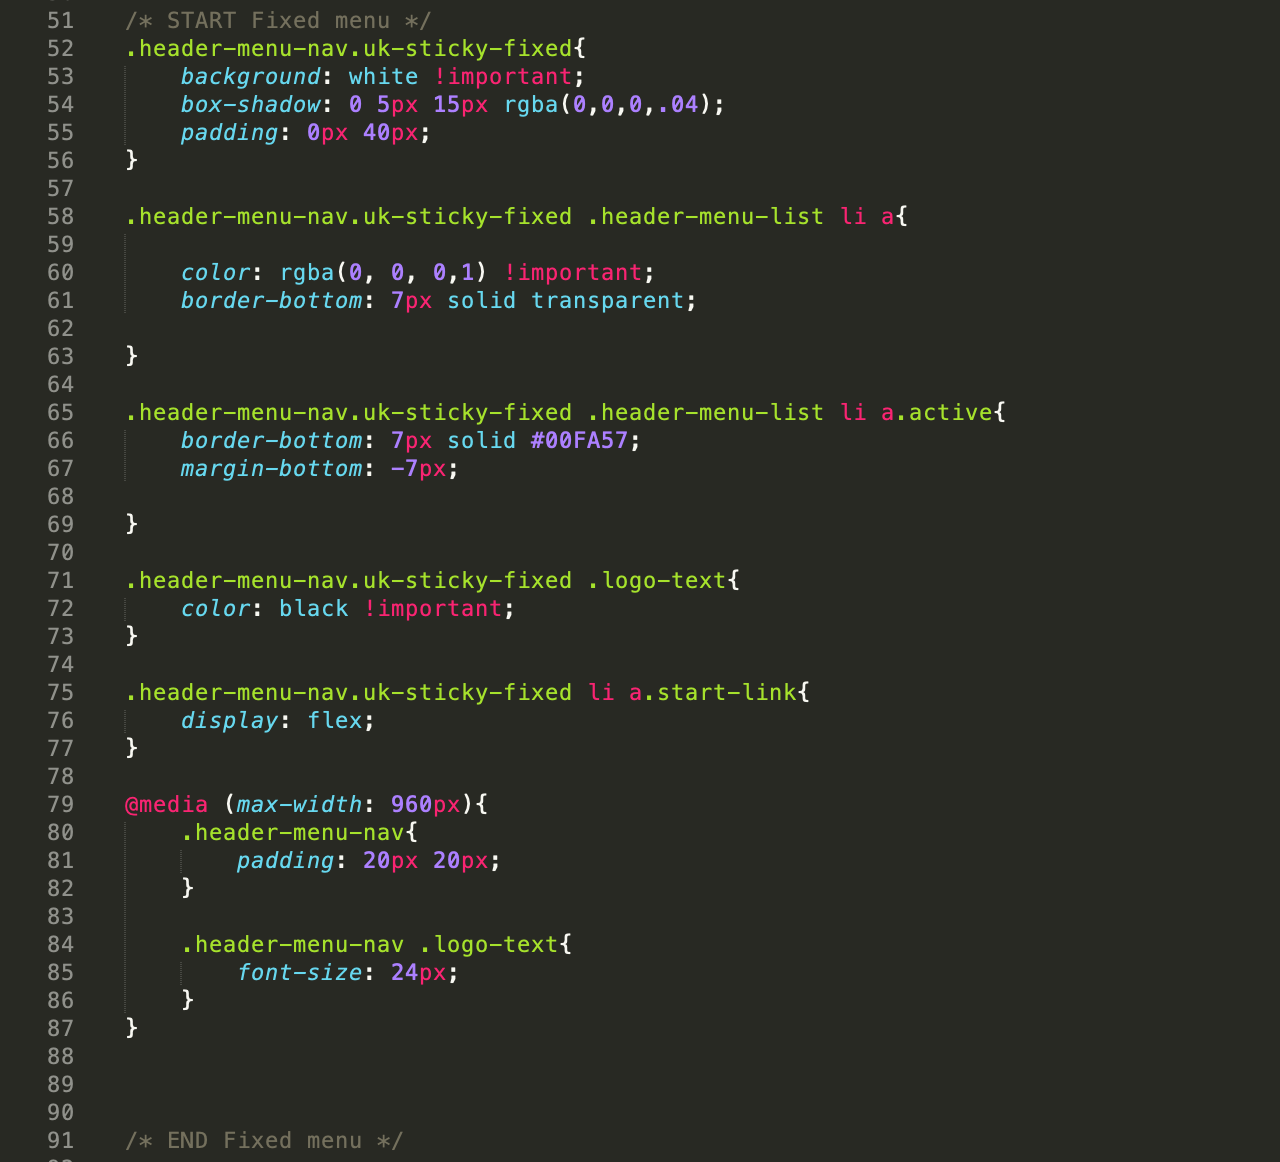 51 /* START Fixed menu */
52 .header-menu-nav.uk-sticky-fixed{
53     background: white !important;
54     box-shadow: 0 5px 15px rgba(0,0,0,.04);
55     padding: 0px 40px;
56 }
57
58 .header-menu-nav.uk-sticky-fixed .header-menu-list li a{
59
60     color: rgba(0, 0, 0,1) !important;
61     border-bottom: 7px solid transparent;
62
63 }
64
65 .header-menu-nav.uk-sticky-fixed .header-menu-list li a.active{
66     border-bottom: 7px solid #00FA57;
67     margin-bottom: -7px;
68
69 }
70
71 .header-menu-nav.uk-sticky-fixed .logo-text{
72     color: black !important;
73 }
74
75 .header-menu-nav.uk-sticky-fixed li a.start-link{
76     display: flex;
77 }
78
79 @media (max-width: 960px){
80     .header-menu-nav{
81         padding: 20px 20px;
82     }
83
84     .header-menu-nav .logo-text{
85         font-size: 24px;
86     }
87 }
88
89
90
91 /* END Fixed menu */